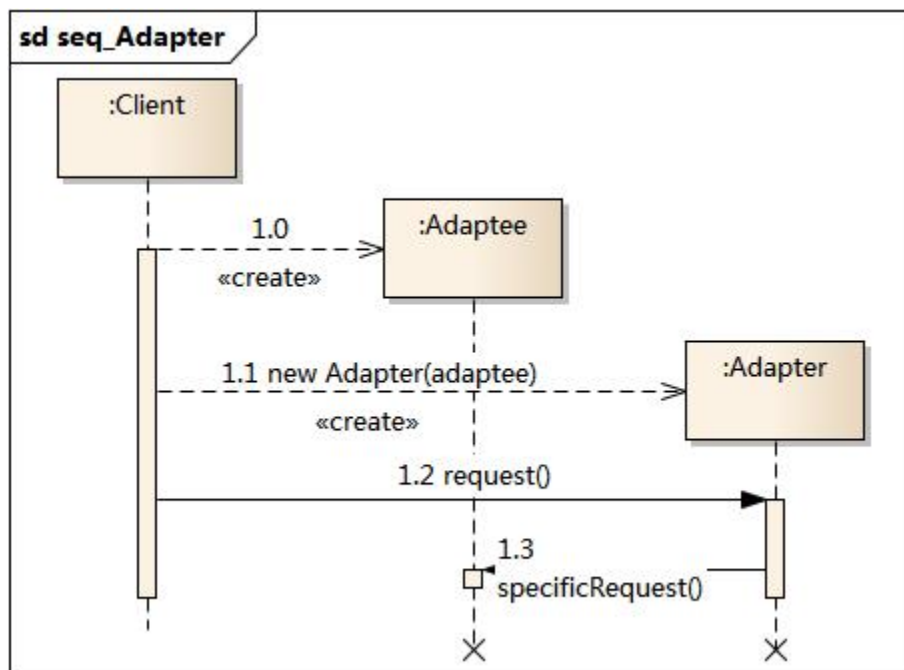 sd seq_Adapter
:Client
:Adaptee
1.0
«create»
:Adapter
1.1 new Adapter(adaptee)
«create»
1.2 request()
1.3
specificRequest()